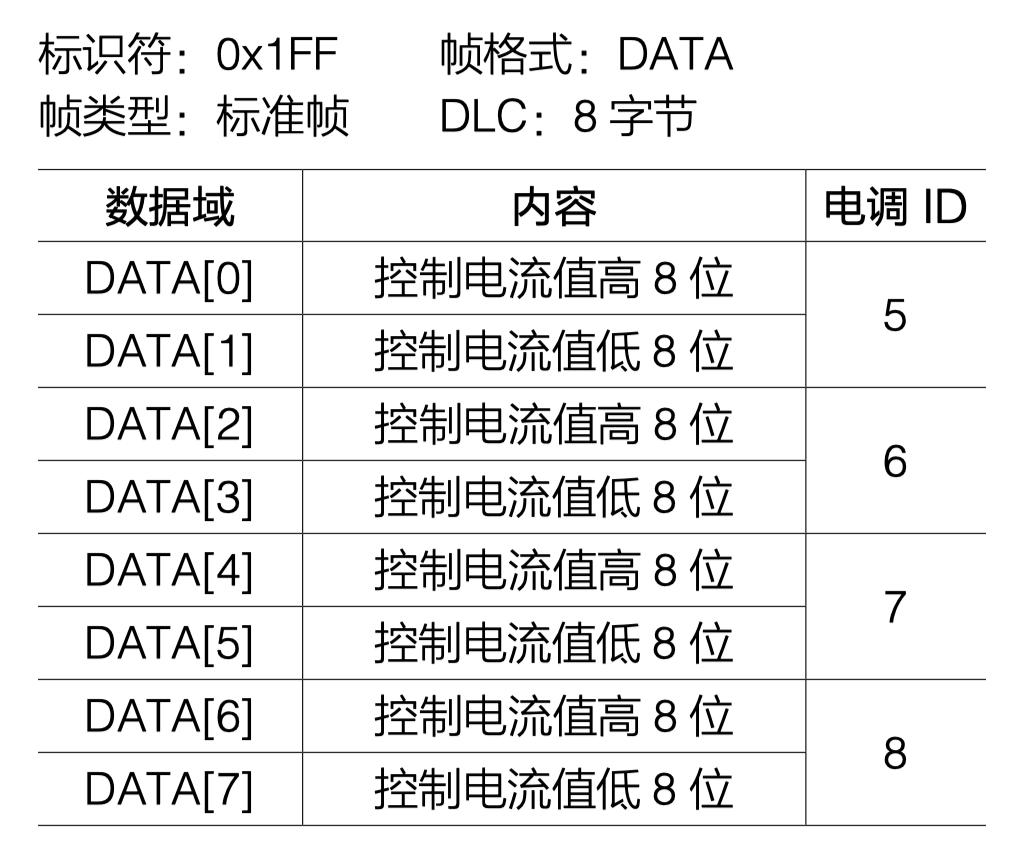 标识符：0x1FF 帧格式：DATA
帧类型：标准帧 DLC：8 字节
数据域 内容 电调 ID
DATA[0] 控制电流值高 8 位
5
DATA[1] 控制电流值低 8 位
DATA[2] 控制电流值高 8 位
6
DATA[3] 控制电流值低 8 位
DATA[4] 控制电流值高 8 位
7
DATA[5] 控制电流值低 8 位
DATA[6] 控制电流值高 8 位
8
DATA[7] 控制电流值低 8 位